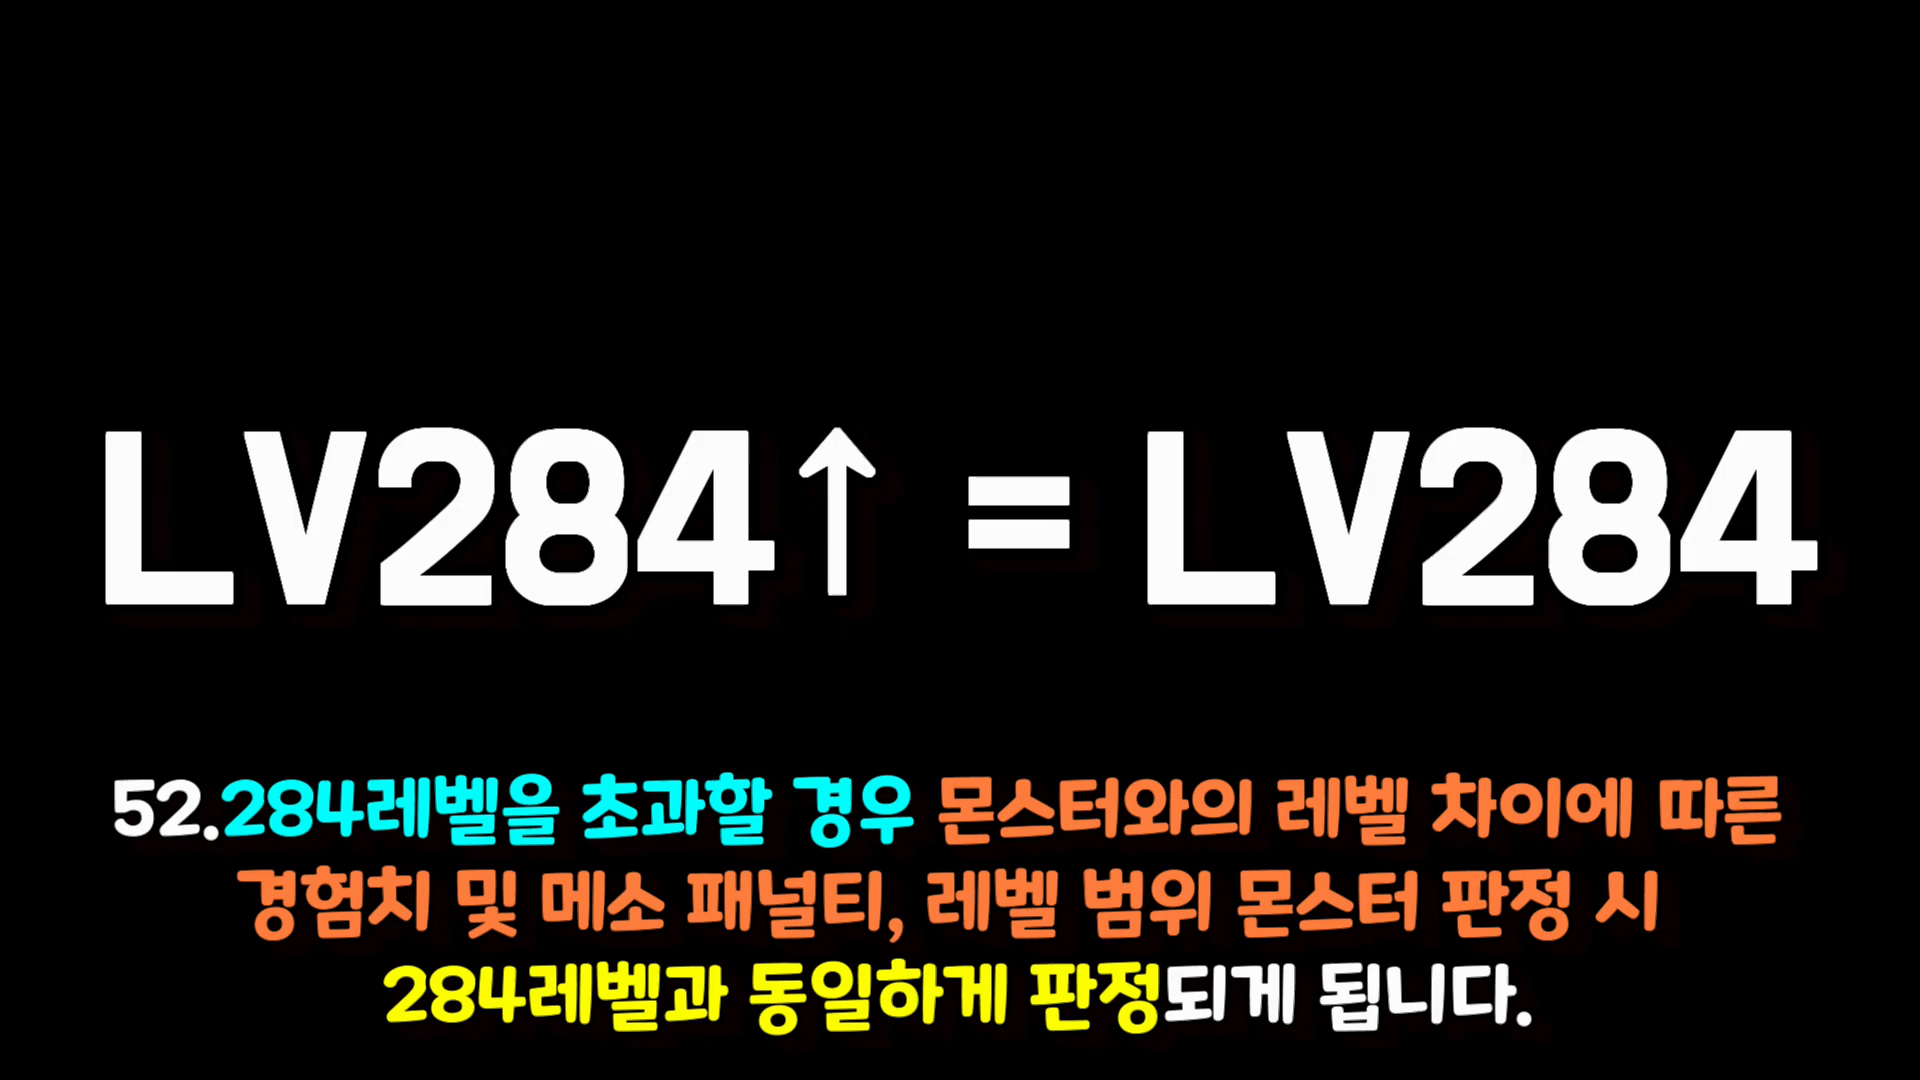 LV284↑ = LV284
52.284레벨을 초과할 경우 몬스터와의 레벨 차이에 따른
경험치 및 메소 패널티, 레벨 범위 몬스터 판정 시
284레벨과 동일하게 판정되게 됩니다.